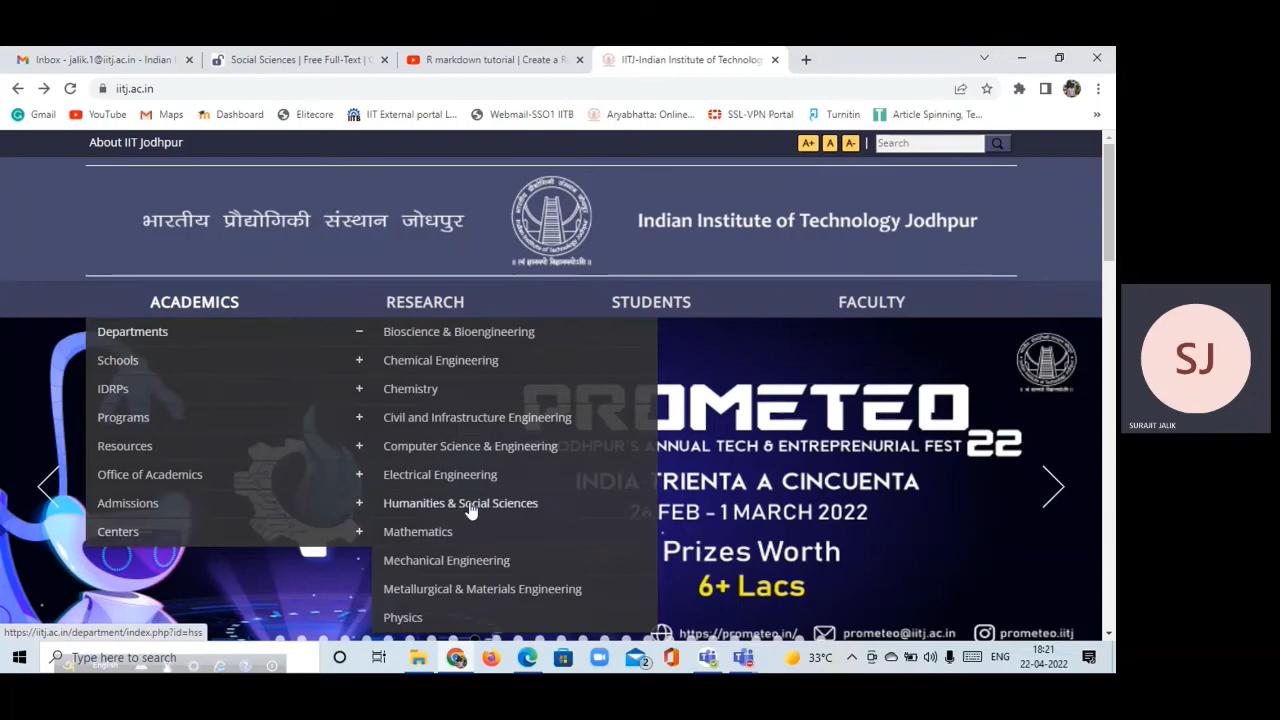 Inbox - jalik.1@iitj.ac.in - Indian
Social Sciences | Free Full-Text |
R markdown tutorial | Create a R
IITJ-Indian Institute of Technolog
iitj.ac.in
Gmail
YouTube
Maps
Dashboard
Elitecore
IIT External portal L...
Webmail-SSO1 IITB
Aryabhatta: Online...
SSL-VPN Portal
Turnitin
Article Spinning, Te...
»
About IIT Jodhpur
A+ A A- | Search
भारतीय प्रौद्योगिकी संस्थान जोधपुर
Indian Institute of Technology Jodhpur
ACADEMICS RESEARCH STUDENTS FACULTY
Departments −
Schools +
IDRPs +
Programs +
Resources +
Office of Academics +
Admissions +
Centers +
Bioscience & Bioengineering
Chemical Engineering
Chemistry
Civil and Infrastructure Engineering
Computer Science & Engineering
Electrical Engineering
Humanities & Social Sciences
Mathematics
Mechanical Engineering
Metallurgical & Materials Engineering
Physics
PROMETEO 22
JODHPUR'S ANNUAL TECH & ENTREPRENURIAL FEST
INDIA TRIENTA A CINCUENTA
26 FEB - 1 MARCH 2022
Prizes Worth
6+ Lacs
https://prometeo.in/ prometeo@iitj.ac.in prometeo.iitj
https://iitj.ac.in/department/index.php?id=hss
Type here to search
English
2
33°C
ENG
18:21
22-04-2022
SJ
SURAJIT JALIK